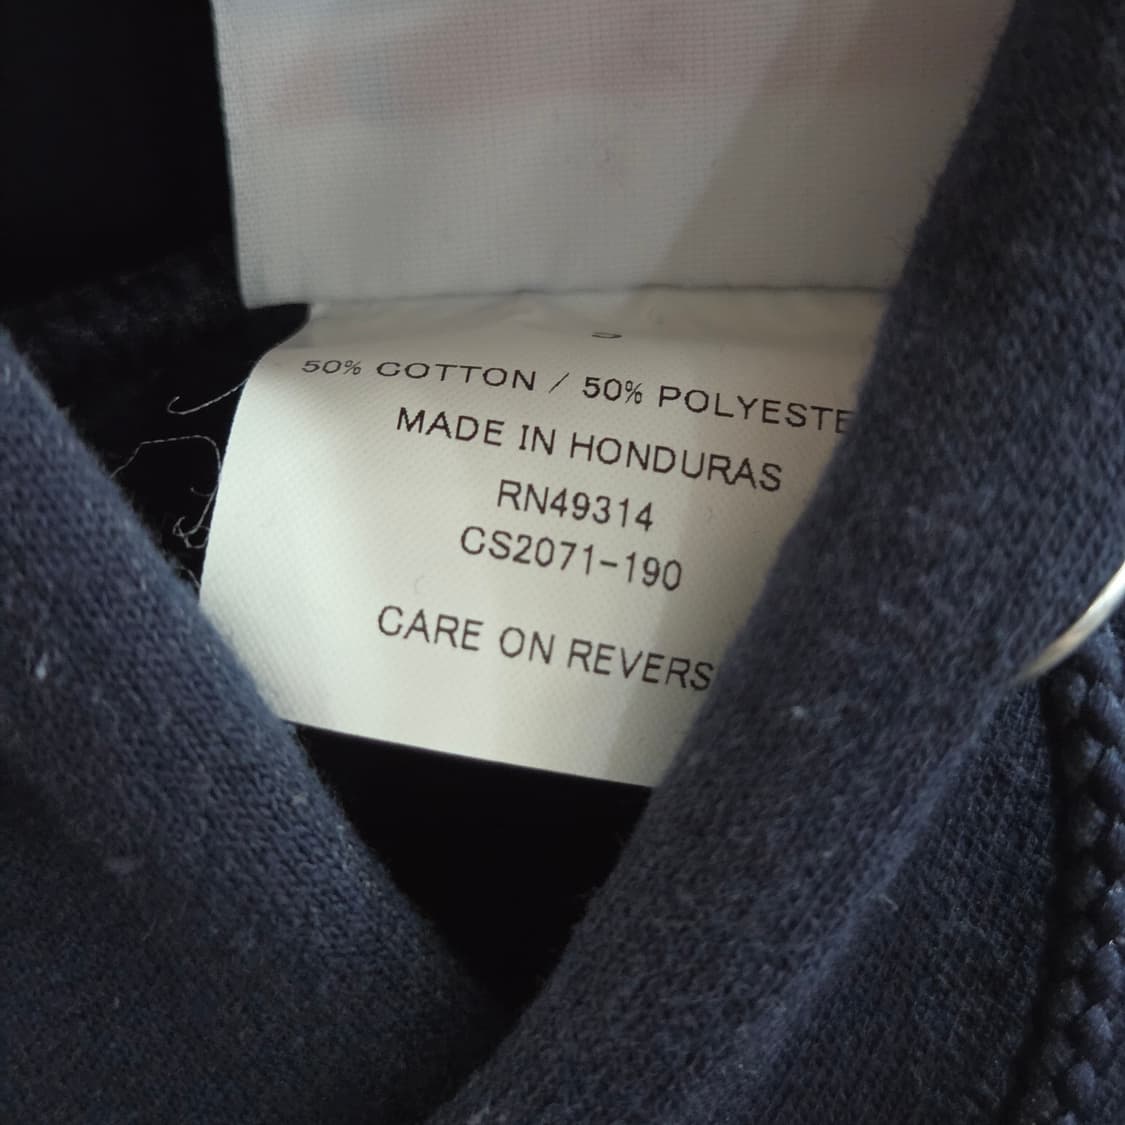 50% COTTON / 50% POLYESTE
MADE IN HONDURAS
RN49314
CS2071-190
CARE ON REVERS